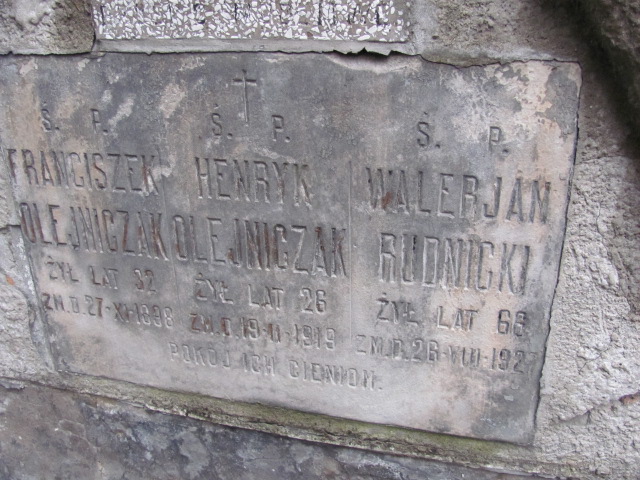 Ś. P.
FRANCISZEK
OLEJNICZAK
ŻYŁ LAT 32
ZM.D.27-XI-1898
Ś. P.
HENRYK
OLEJNICZAK
ŻYŁ LAT 26
ZM.D.19-II-1919
Ś. P.
WALERJAN
RUDNICKI
ŻYŁ LAT 66
ZM.D.26-VIII-1927
POKÓJ ICH CIENIOM.